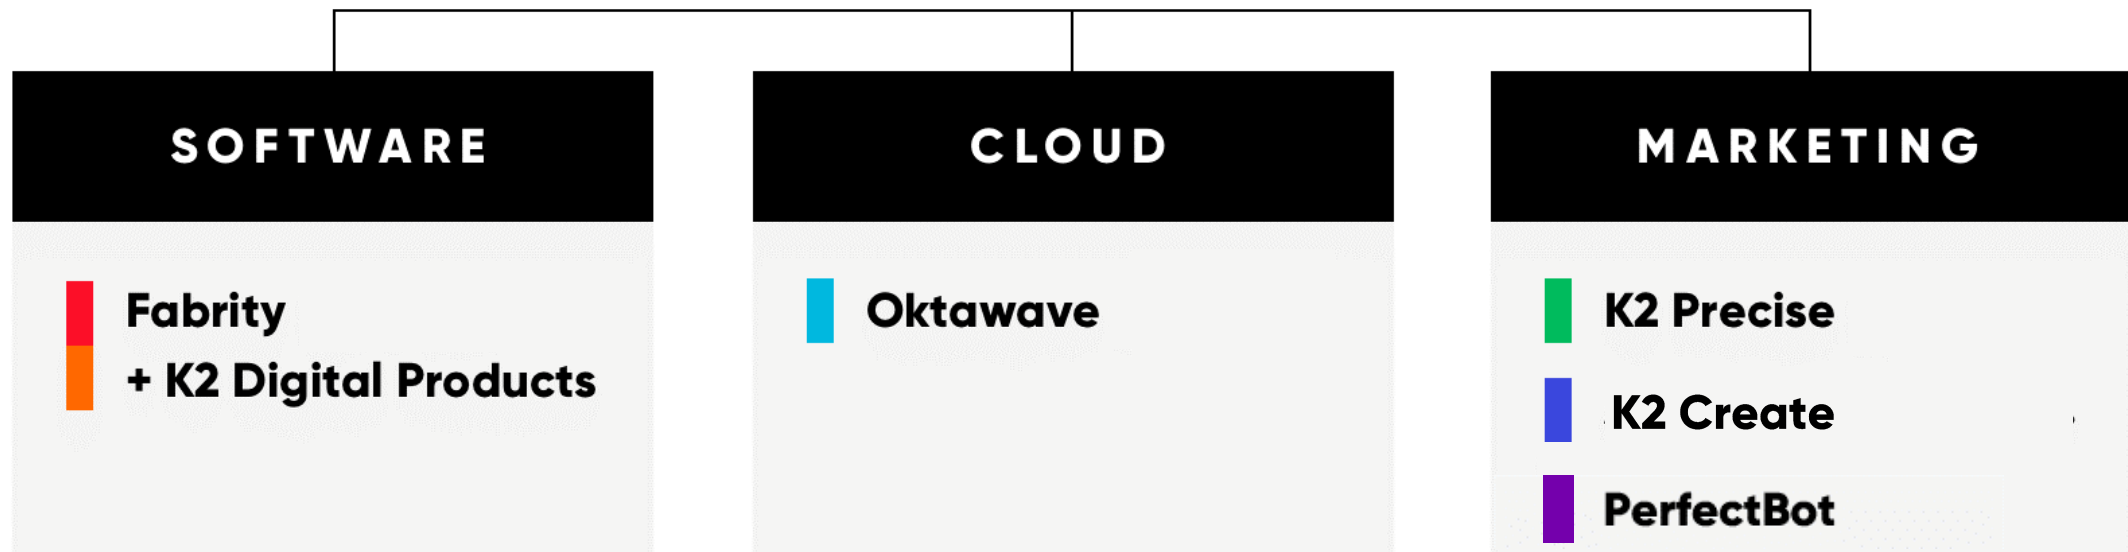 SOFTWARE
Fabrity
+ K2 Digital Products
CLOUD
Oktawave
MARKETING
K2 Precise
K2 Create
PerfectBot